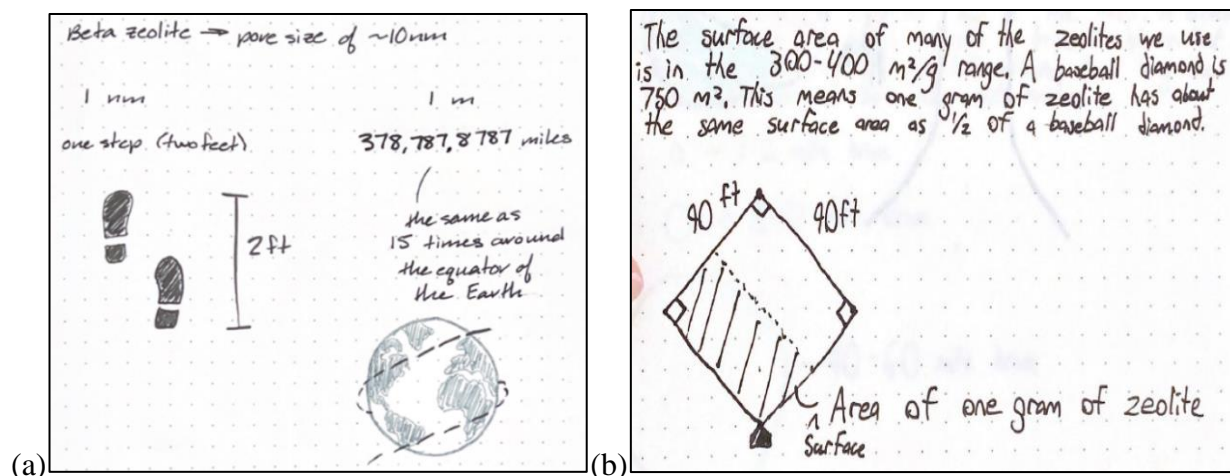 Beta zeolite → pore size of ~10nm
1 nm
1 m
one step (two feet)
378,787,8787 miles
2 ft
the same as
15 times around
the equator of
the Earth
(a)
The surface area of many of the zeolites we use
is in the 300-400 m²/g range. A baseball diamond is
750 m². This means one gram of zeolite has about
the same surface area as 1/2 of a baseball diamond.
90 ft
90ft
Area of one gram of zeolite
^ Surface
(b)